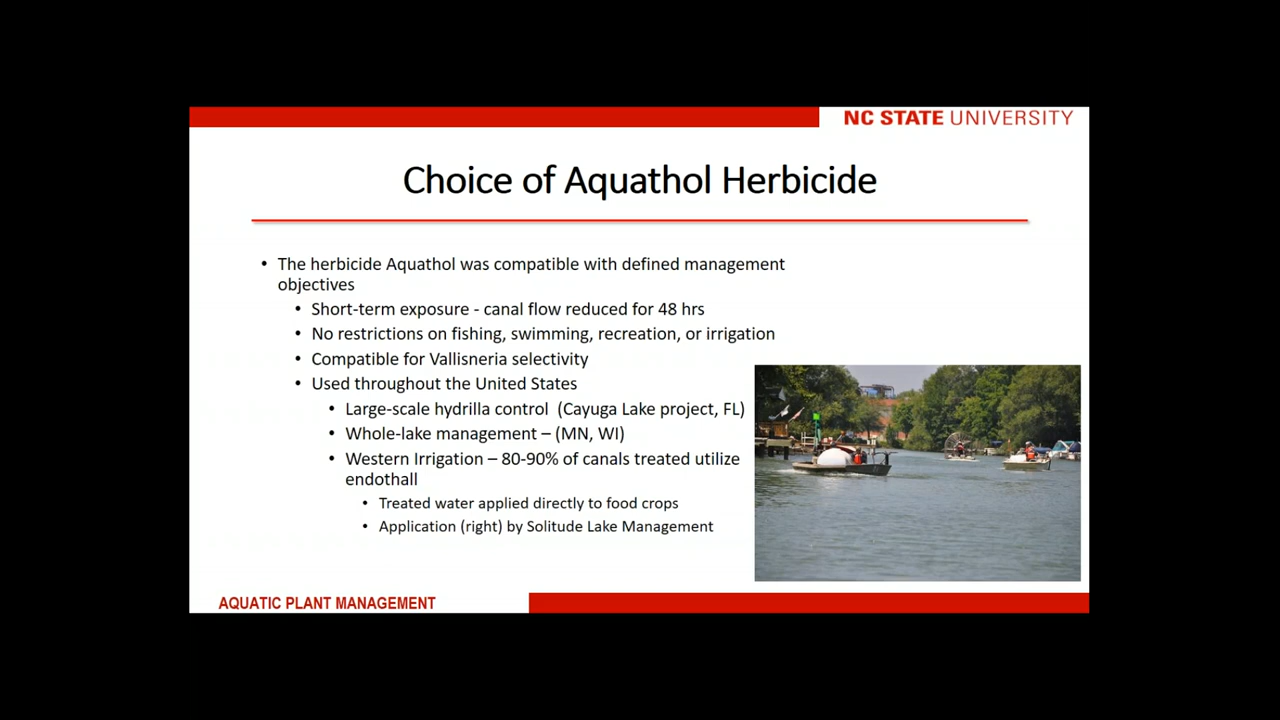 NC STATE UNIVERSITY
Choice of Aquathol Herbicide
• The herbicide Aquathol was compatible with defined management
objectives
• Short-term exposure - canal flow reduced for 48 hrs
• No restrictions on fishing, swimming, recreation, or irrigation
• Compatible for Vallisneria selectivity
• Used throughout the United States
• Large-scale hydrilla control (Cayuga Lake project, FL)
• Whole-lake management – (MN, WI)
• Western Irrigation – 80-90% of canals treated utilize
endothall
• Treated water applied directly to food crops
• Application (right) by Solitude Lake Management
AQUATIC PLANT MANAGEMENT